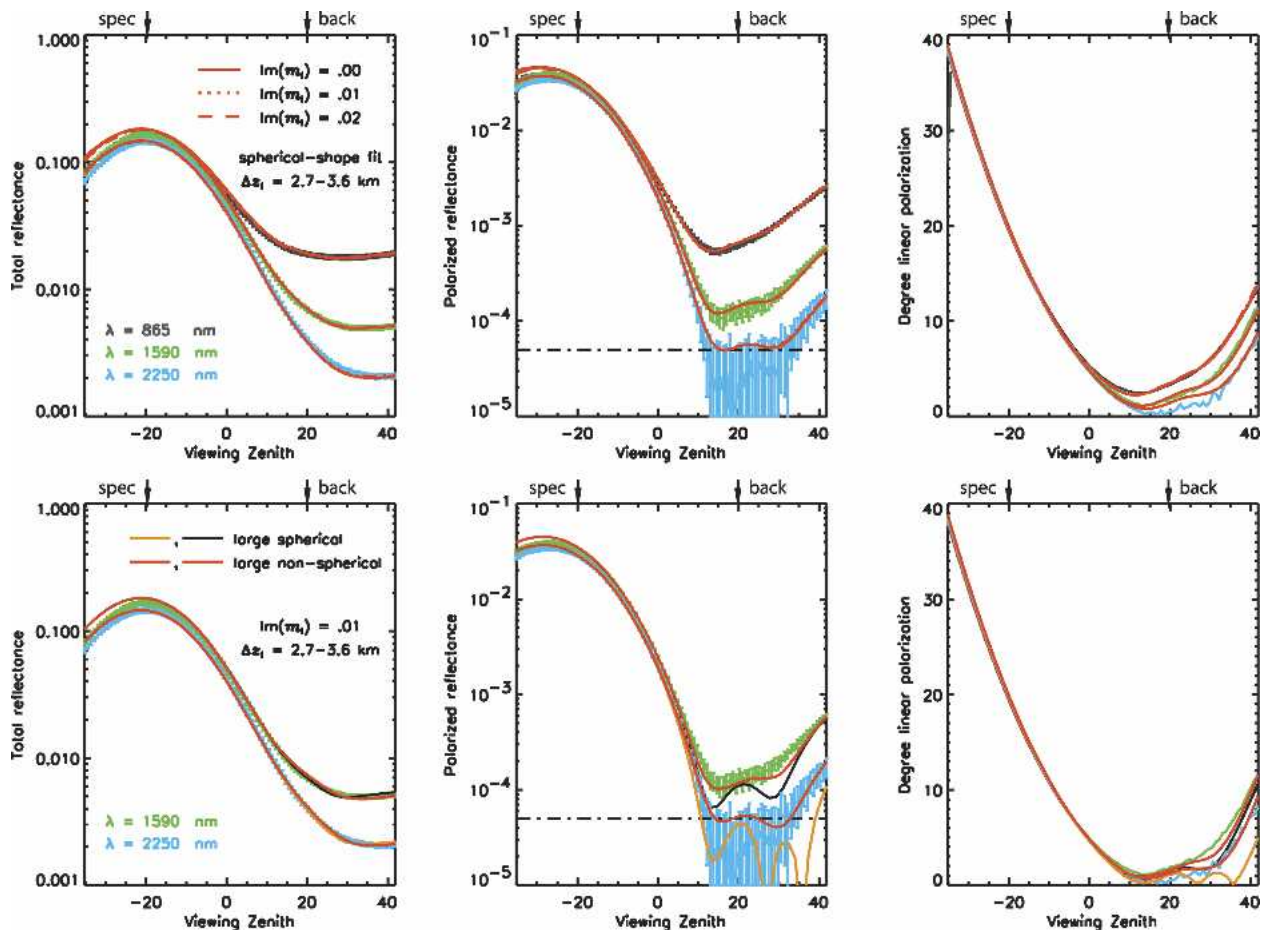 spec back
spec back
spec back
1.000
0.100
0.010
0.001
Total reflectance
Im(m_l) = .00
Im(m_l) = .01
Im(m_l) = .02
spherical-shape fit
Δz_l = 2.7-3.6 km
λ = 865 nm
λ = 1590 nm
λ = 2250 nm
-20 0 20 40
Viewing Zenith
10^-1
10^-2
10^-3
10^-4
10^-5
Polarized reflectance
-20 0 20 40
Viewing Zenith
40
30
20
10
0
Degree linear polarization
-20 0 20 40
Viewing Zenith
spec back
spec back
spec back
1.000
0.100
0.010
0.001
Total reflectance
, large spherical
, large non-spherical
Im(m_l) = .01
Δz_l = 2.7-3.6 km
λ = 1590 nm
λ = 2250 nm
-20 0 20 40
Viewing Zenith
10^-1
10^-2
10^-3
10^-4
10^-5
Polarized reflectance
-20 0 20 40
Viewing Zenith
40
30
20
10
0
Degree linear polarization
-20 0 20 40
Viewing Zenith